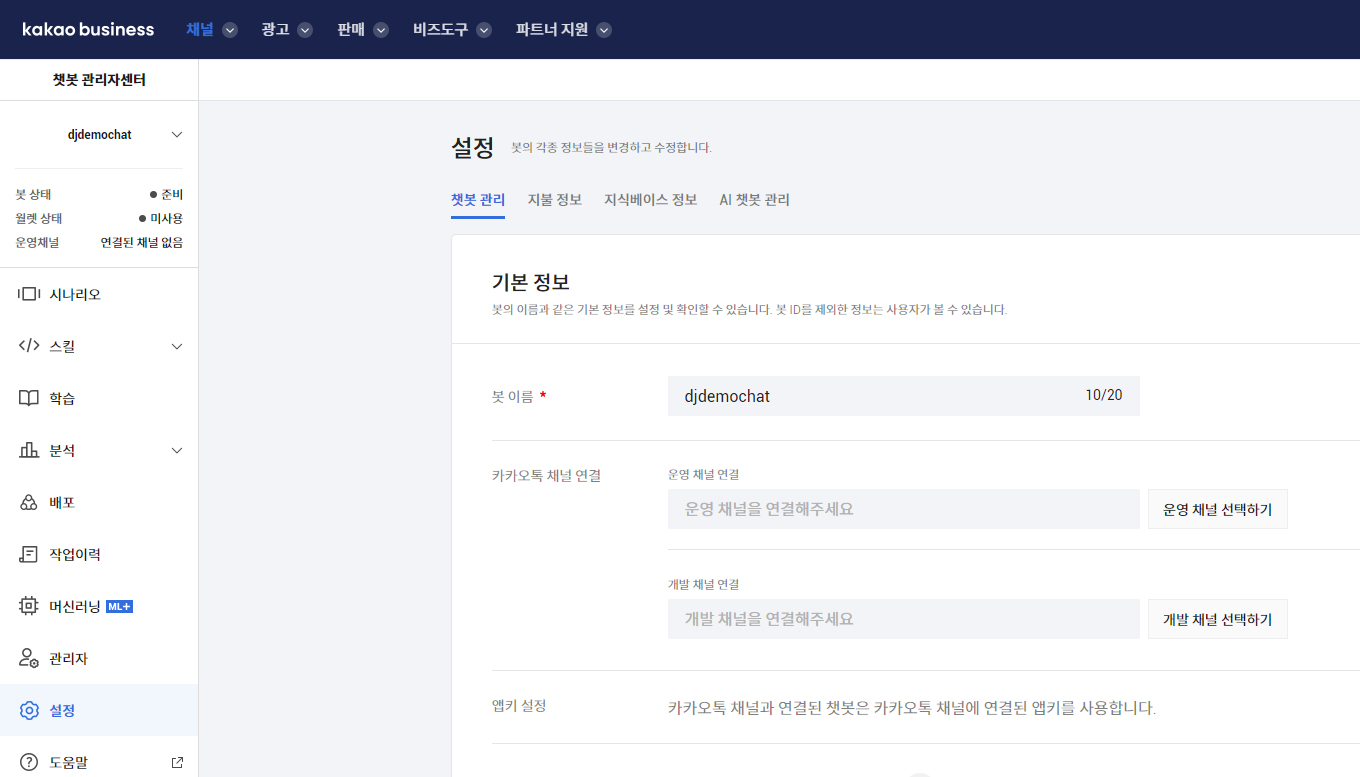 kakao business 채널 광고 판매 비즈도구 파트너 지원
챗봇 관리자센터
djdemochat
봇 상태 준비
월렛 상태 미사용
운영채널 연결된 채널 없음
시나리오
스킬
학습
분석
배포
작업이력
머신러닝 ML+
관리자
설정
도움말
설정 봇의 각종 정보들을 변경하고 수정합니다.
챗봇 관리 지불 정보 지식베이스 정보 AI 챗봇 관리
기본 정보
봇의 이름과 같은 기본 정보를 설정 및 확인할 수 있습니다. 봇 ID를 제외한 정보는 사용자가 볼 수 있습니다.
봇 이름 * djdemochat 10/20
카카오톡 채널 연결 운영 채널 연결
운영 채널을 연결해주세요 운영 채널 선택하기
개발 채널 연결
개발 채널을 연결해주세요 개발 채널 선택하기
앱키 설정 카카오톡 채널과 연결된 챗봇은 카카오톡 채널에 연결된 앱키를 사용합니다.